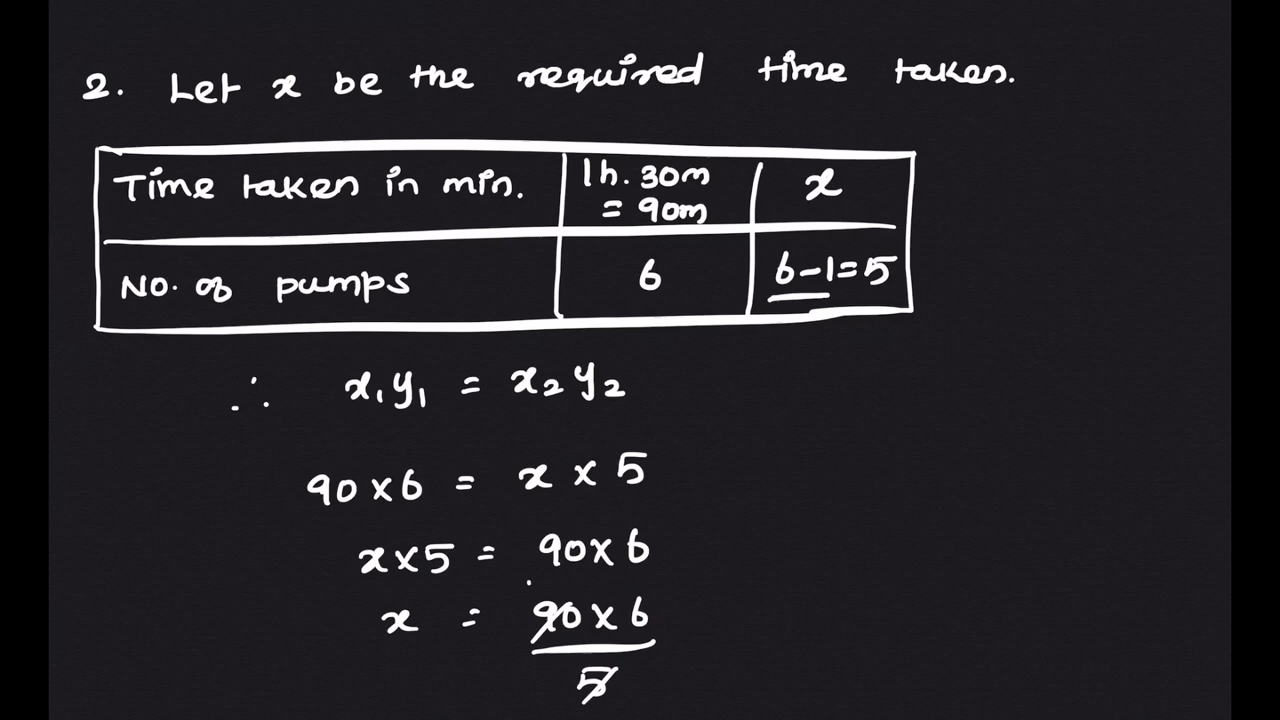 2. Let x be the required time taken.
Time taken in min. 1h. 30m = 90m x
No. of pumps 6 6-1=5
∴ x₁y₁ = x₂y₂
90 × 6 = x × 5
x × 5 = 90 × 6
x = 90 × 6 / 5